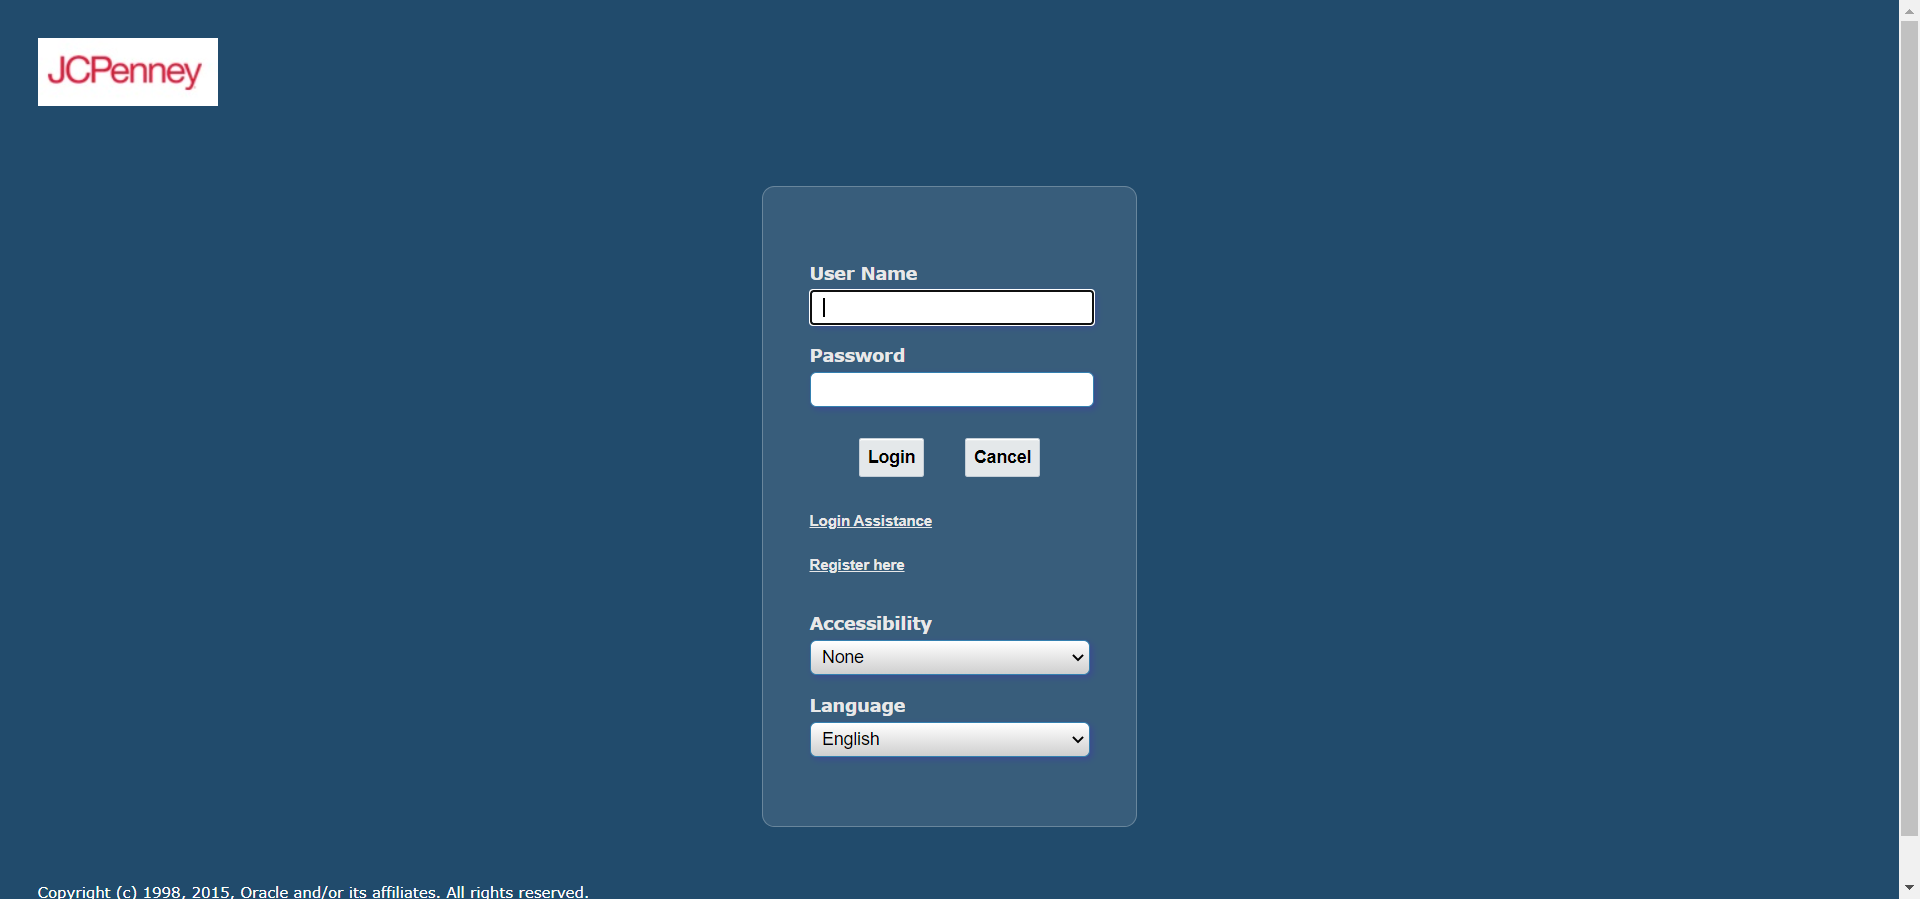 JCPenney
User Name
Password
Login Cancel
Login Assistance
Register here
Accessibility
None
Language
English
Copyright (c) 1998, 2015, Oracle and/or its affiliates. All rights reserved.